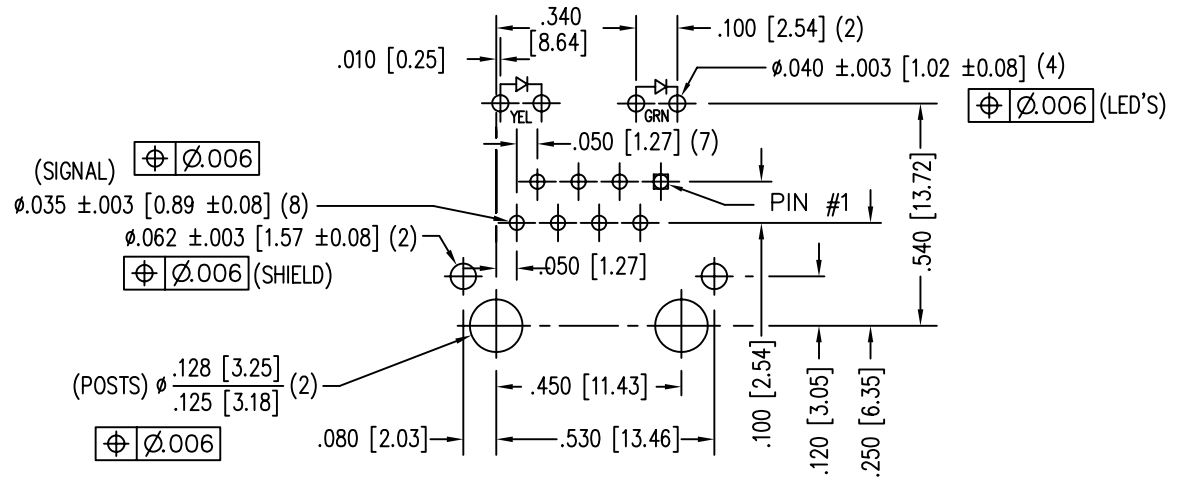 .340
[8.64]
.100 [2.54] (2)
.010 [0.25]
ø.040 ±.003 [1.02 ±0.08] (4)
YEL
GRN
⌖ Ø.006 (LED'S)
.050 [1.27] (7)
(SIGNAL) ⌖ Ø.006
ø.035 ±.003 [0.89 ±0.08] (8)
PIN #1
.540 [13.72]
ø.062 ±.003 [1.57 ±0.08] (2)
⌖ Ø.006 (SHIELD)
.050 [1.27]
(POSTS) ø .128 [3.25]
.125 [3.18] (2)
⌖ Ø.006
.450 [11.43]
.080 [2.03]
.530 [13.46]
.100 [2.54]
.120 [3.05]
.250 [6.35]